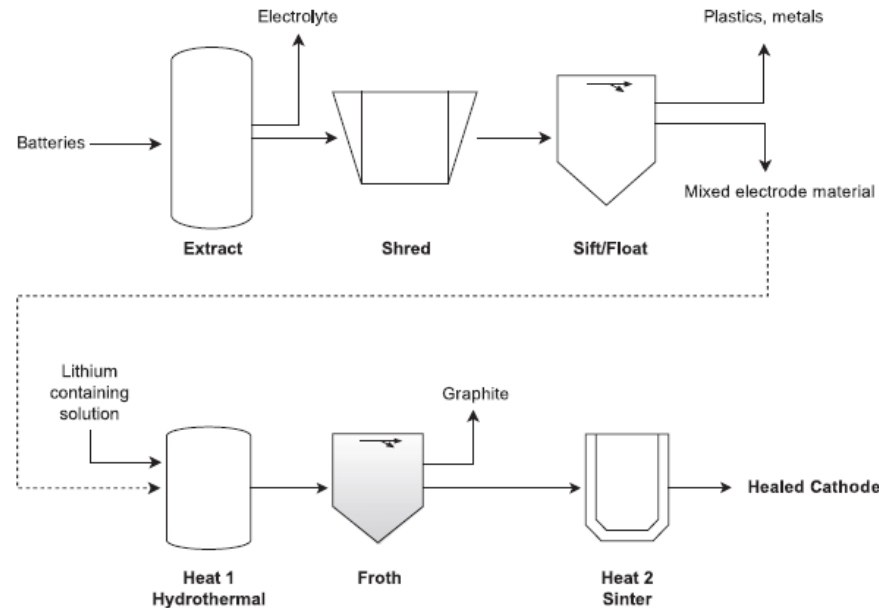 Electrolyte
Plastics, metals
Batteries
Mixed electrode material
Extract
Shred
Sift/Float
Lithium
containing
solution
Graphite
Healed Cathode
Heat 1
Hydrothermal
Froth
Heat 2
Sinter